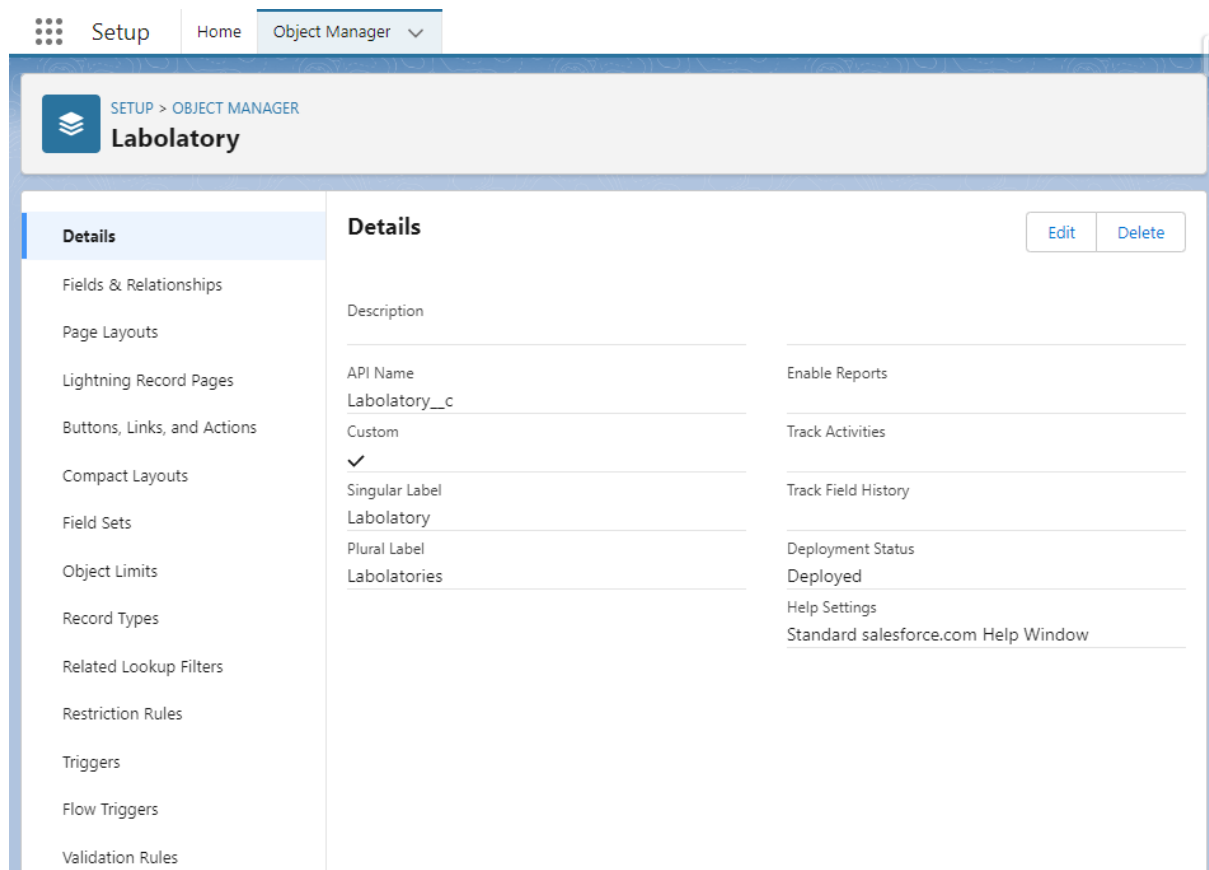 Setup
Home
Object Manager
SETUP > OBJECT MANAGER
Labolatory
Details
Fields & Relationships
Page Layouts
Lightning Record Pages
Buttons, Links, and Actions
Compact Layouts
Field Sets
Object Limits
Record Types
Related Lookup Filters
Restriction Rules
Triggers
Flow Triggers
Validation Rules
Details
Edit
Delete
Description
API Name
Labolatory__c
Custom
Singular Label
Labolatory
Plural Label
Labolatories
Enable Reports
Track Activities
Track Field History
Deployment Status
Deployed
Help Settings
Standard salesforce.com Help Window